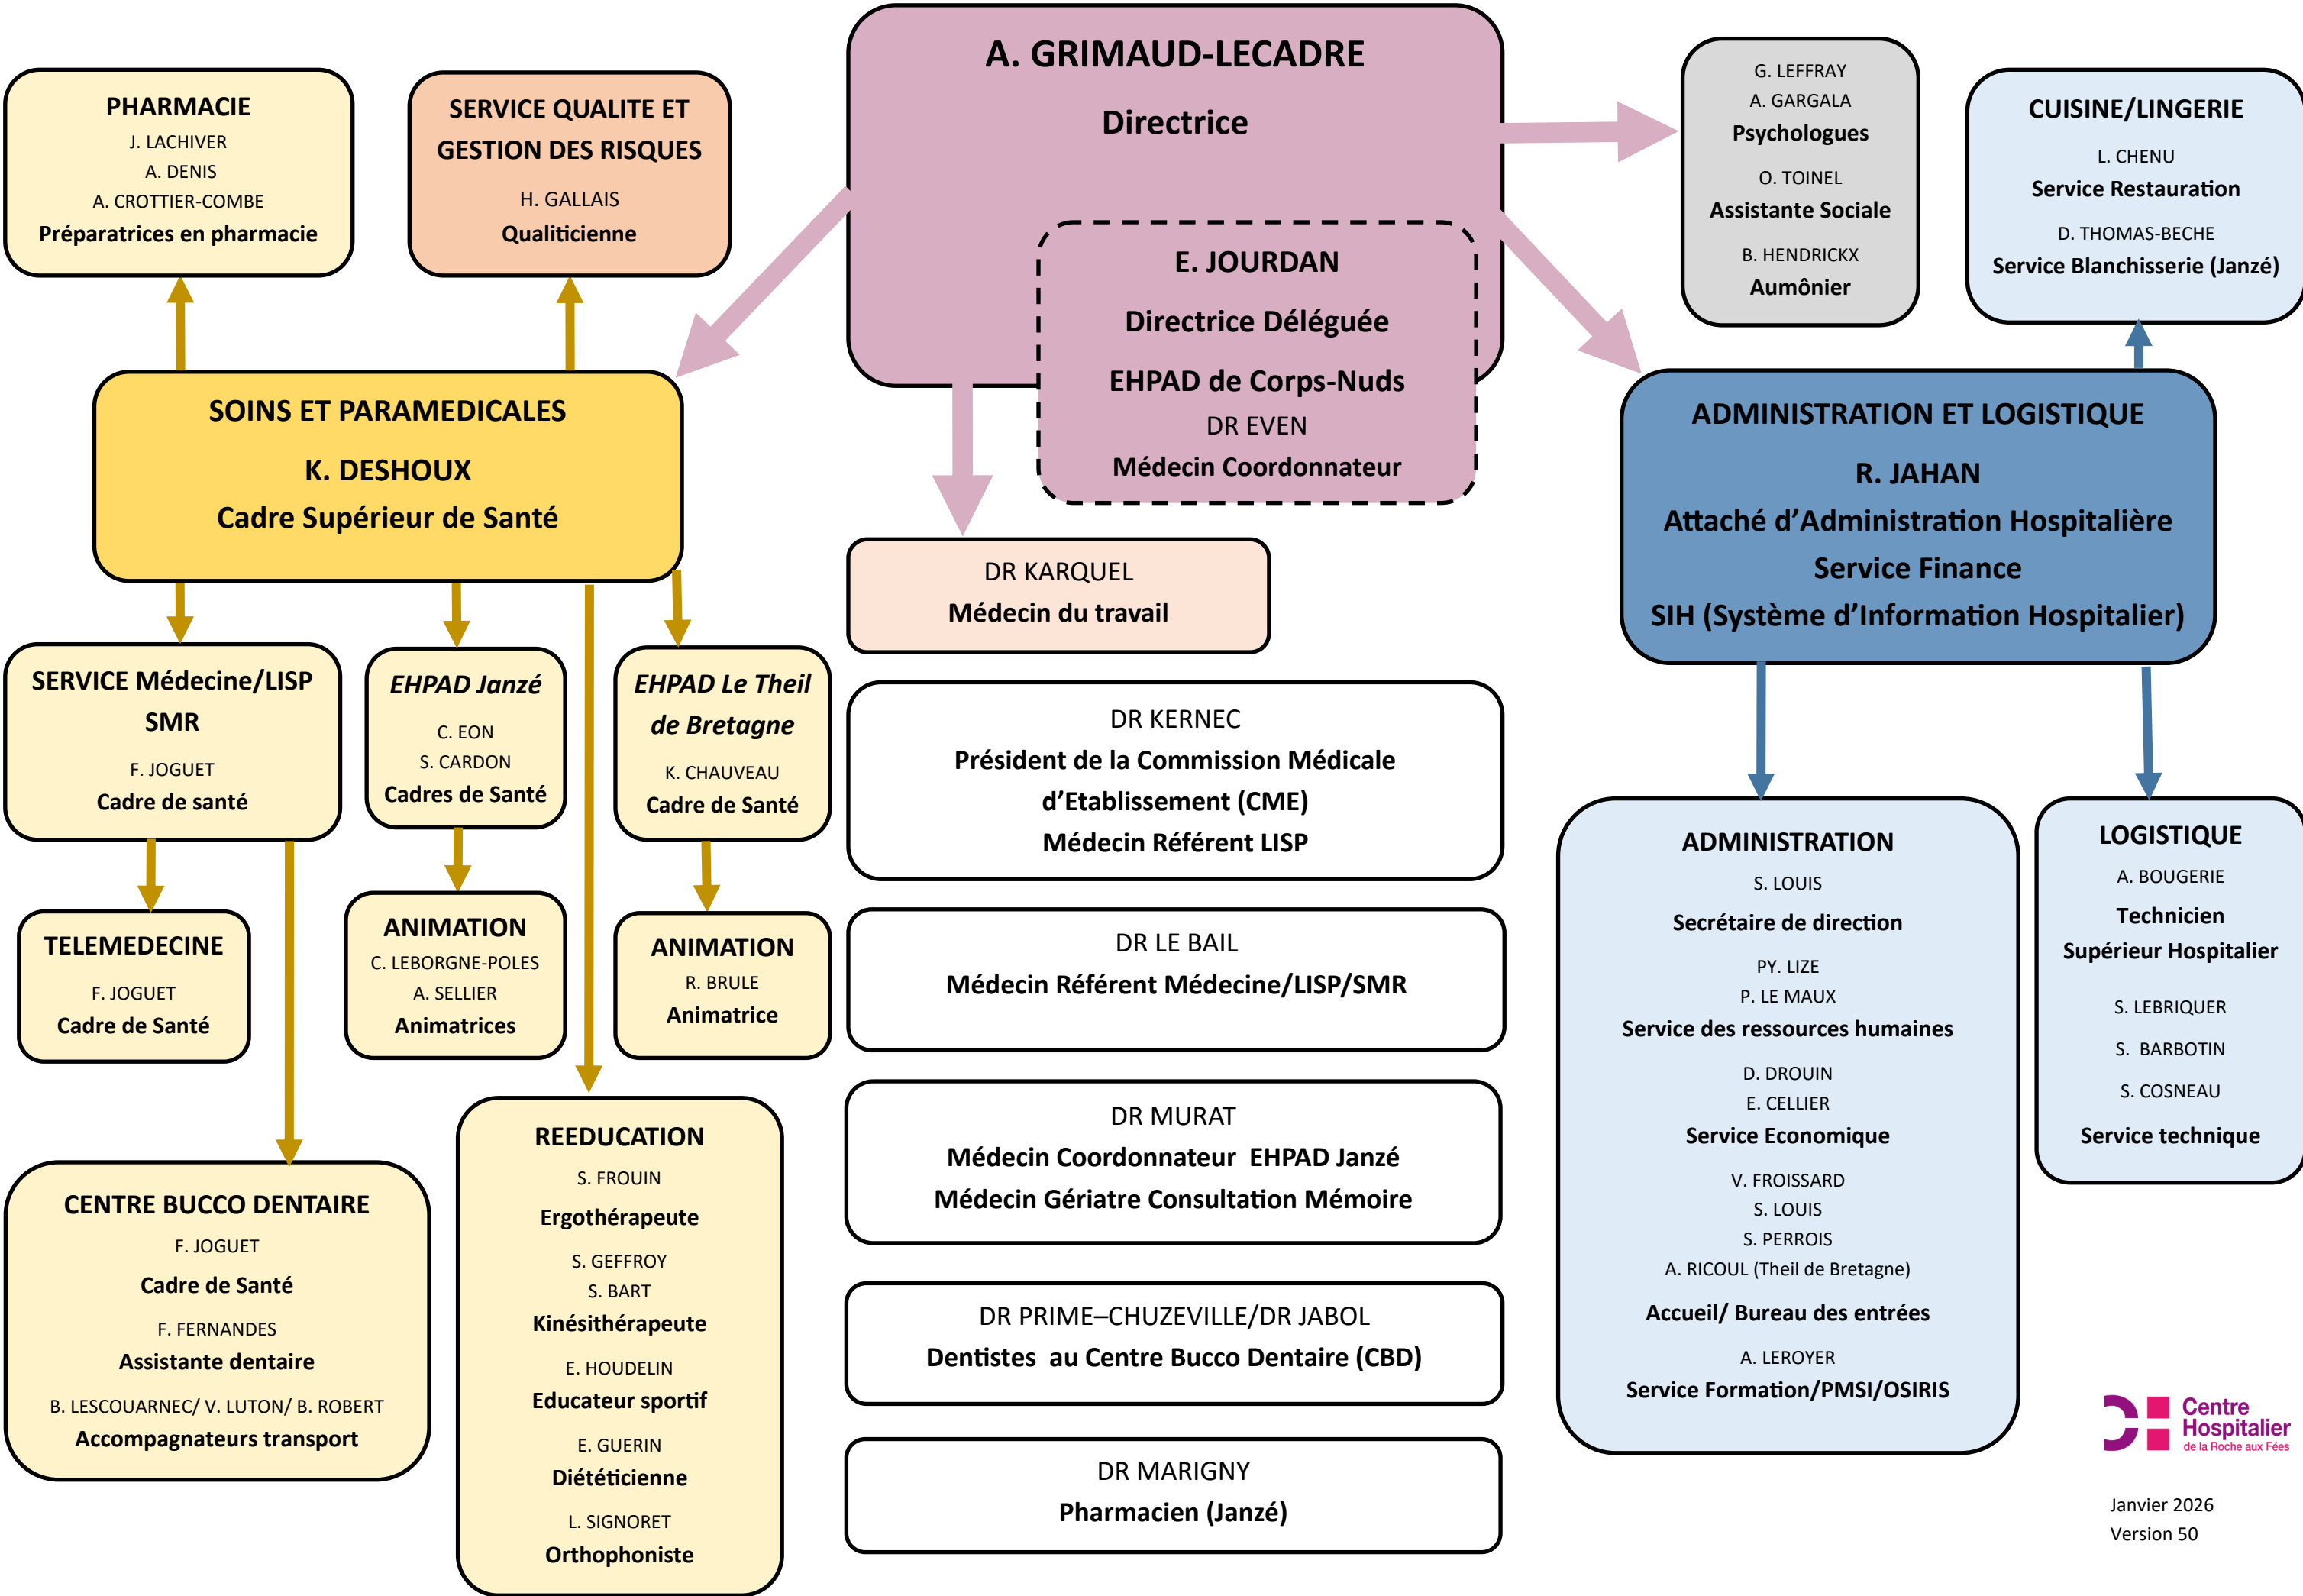 A. GRIMAUD-LECADRE
Directrice
E. JOURDAN
Directrice Déléguée
EHPAD de Corps-Nuds
DR EVEN
Médecin Coordonnateur
PHARMACIE
J. LACHIVER
A. DENIS
A. CROTTIER-COMBE
Préparatrices en pharmacie
SERVICE QUALITE ET
GESTION DES RISQUES
H. GALLAIS
Qualiticienne
G. LEFFRAY
A. GARGALA
Psychologues
O. TOINEL
Assistante Sociale
B. HENDRICKX
Aumônier
CUISINE/LINGERIE
L. CHENU
Service Restauration
D. THOMAS-BECHE
Service Blanchisserie (Janzé)
SOINS ET PARAMEDICALES
K. DESHOUX
Cadre Supérieur de Santé
ADMINISTRATION ET LOGISTIQUE
R. JAHAN
Attaché d’Administration Hospitalière
Service Finance
SIH (Système d’Information Hospitalier)
SERVICE Médecine/LISP
SMR
F. JOGUET
Cadre de santé
EHPAD Janzé
C. EON
S. CARDON
Cadres de Santé
EHPAD Le Theil
de Bretagne
K. CHAUVEAU
Cadre de Santé
TELEMEDECINE
F. JOGUET
Cadre de Santé
ANIMATION
C. LEBORGNE-POLES
A. SELLIER
Animatrices
ANIMATION
R. BRULE
Animatrice
CENTRE BUCCO DENTAIRE
F. JOGUET
Cadre de Santé
F. FERNANDES
Assistante dentaire
B. LESCOUARNEC/ V. LUTON/ B. ROBERT
Accompagnateurs transport
REEDUCATION
S. FROUIN
Ergothérapeute
S. GEFFROY
S. BART
Kinésithérapeute
E. HOUDELIN
Educateur sportif
E. GUERIN
Diététicienne
L. SIGNORET
Orthophoniste
DR KARQUEL
Médecin du travail
DR KERNEC
Président de la Commission Médicale
d’Etablissement (CME)
Médecin Référent LISP
DR LE BAIL
Médecin Référent Médecine/LISP/SMR
DR MURAT
Médecin Coordonnateur EHPAD Janzé
Médecin Gériatre Consultation Mémoire
DR PRIME–CHUZEVILLE/DR JABOL
Dentistes au Centre Bucco Dentaire (CBD)
DR MARIGNY
Pharmacien (Janzé)
ADMINISTRATION
S. LOUIS
Secrétaire de direction
PY. LIZE
P. LE MAUX
Service des ressources humaines
D. DROUIN
E. CELLIER
Service Economique
V. FROISSARD
S. LOUIS
S. PERROIS
A. RICOUL (Theil de Bretagne)
Accueil/ Bureau des entrées
A. LEROYER
Service Formation/PMSI/OSIRIS
LOGISTIQUE
A. BOUGERIE
Technicien
Supérieur Hospitalier
S. LEBRIQUER
S. BARBOTIN
S. COSNEAU
Service technique
Centre
Hospitalier
de la Roche aux Fées
Janvier 2026
Version 50